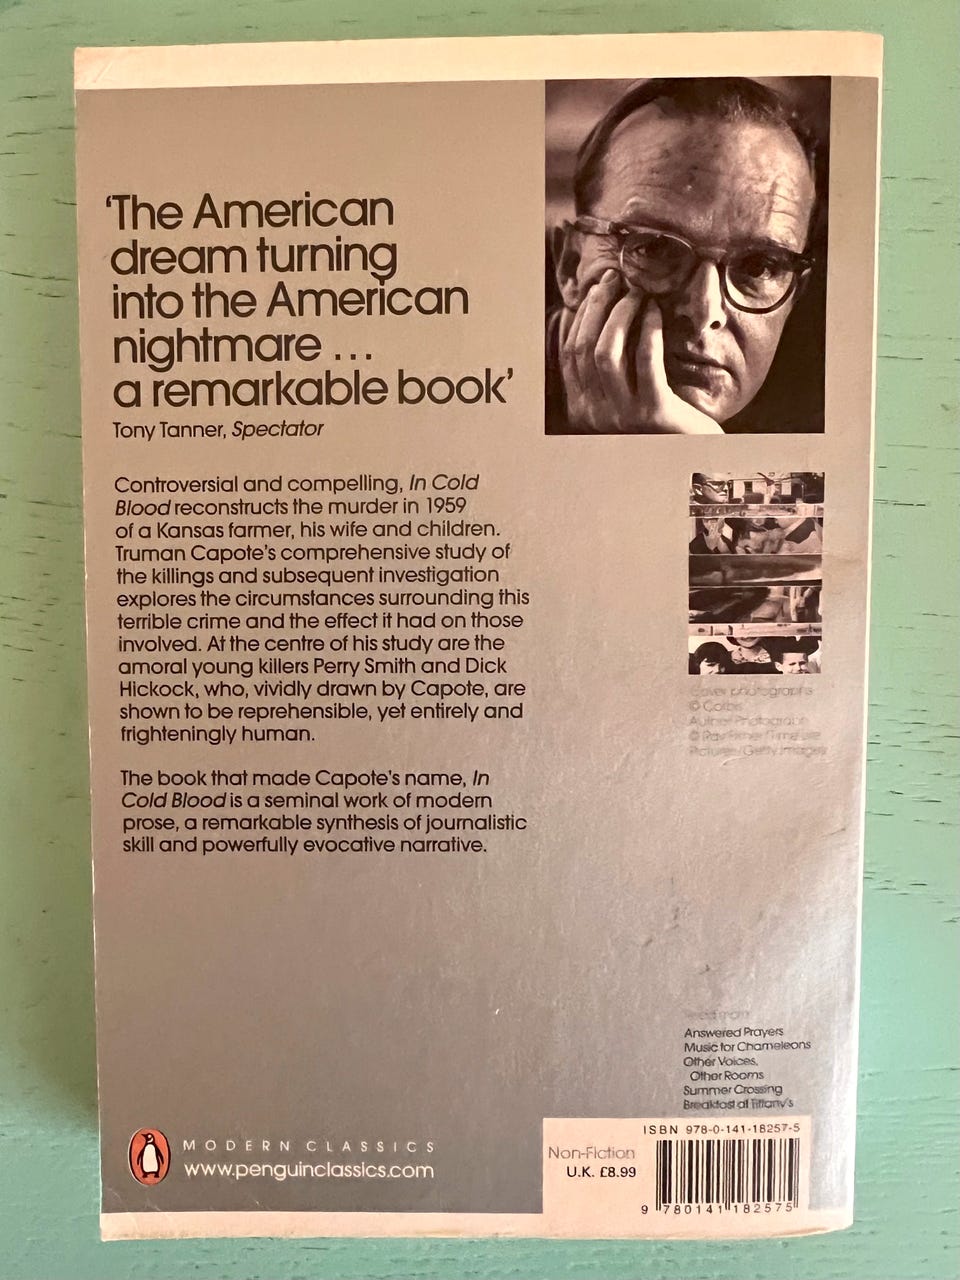 ‘The American
dream turning
into the American
nightmare ...
a remarkable book’
Tony Tanner, Spectator
Controversial and compelling, In Cold
Blood reconstructs the murder in 1959
of a Kansas farmer, his wife and children.
Truman Capote’s comprehensive study of
the killings and subsequent investigation
explores the circumstances surrounding this
terrible crime and the effect it had on those
involved. At the centre of his study are the
amoral young killers Perry Smith and Dick
Hickock, who, vividly drawn by Capote, are
shown to be reprehensible, yet entirely and
frighteningly human.
The book that made Capote’s name, In
Cold Blood is a seminal work of modern
prose, a remarkable synthesis of journalistic
skill and powerfully evocative narrative.
Cover photographs
© Corbis
Author Photograph
Pictures/Getty Images
Read more
Answered Prayers
Music for Chameleons
Other Voices,
Other Rooms
Summer Crossing
Breakfast at Tiffany’s
MODERN CLASSICS
www.penguinclassics.com
Non-Fiction
U.K. £8.99
ISBN 978-0-141-18257-5
9 780141 182575